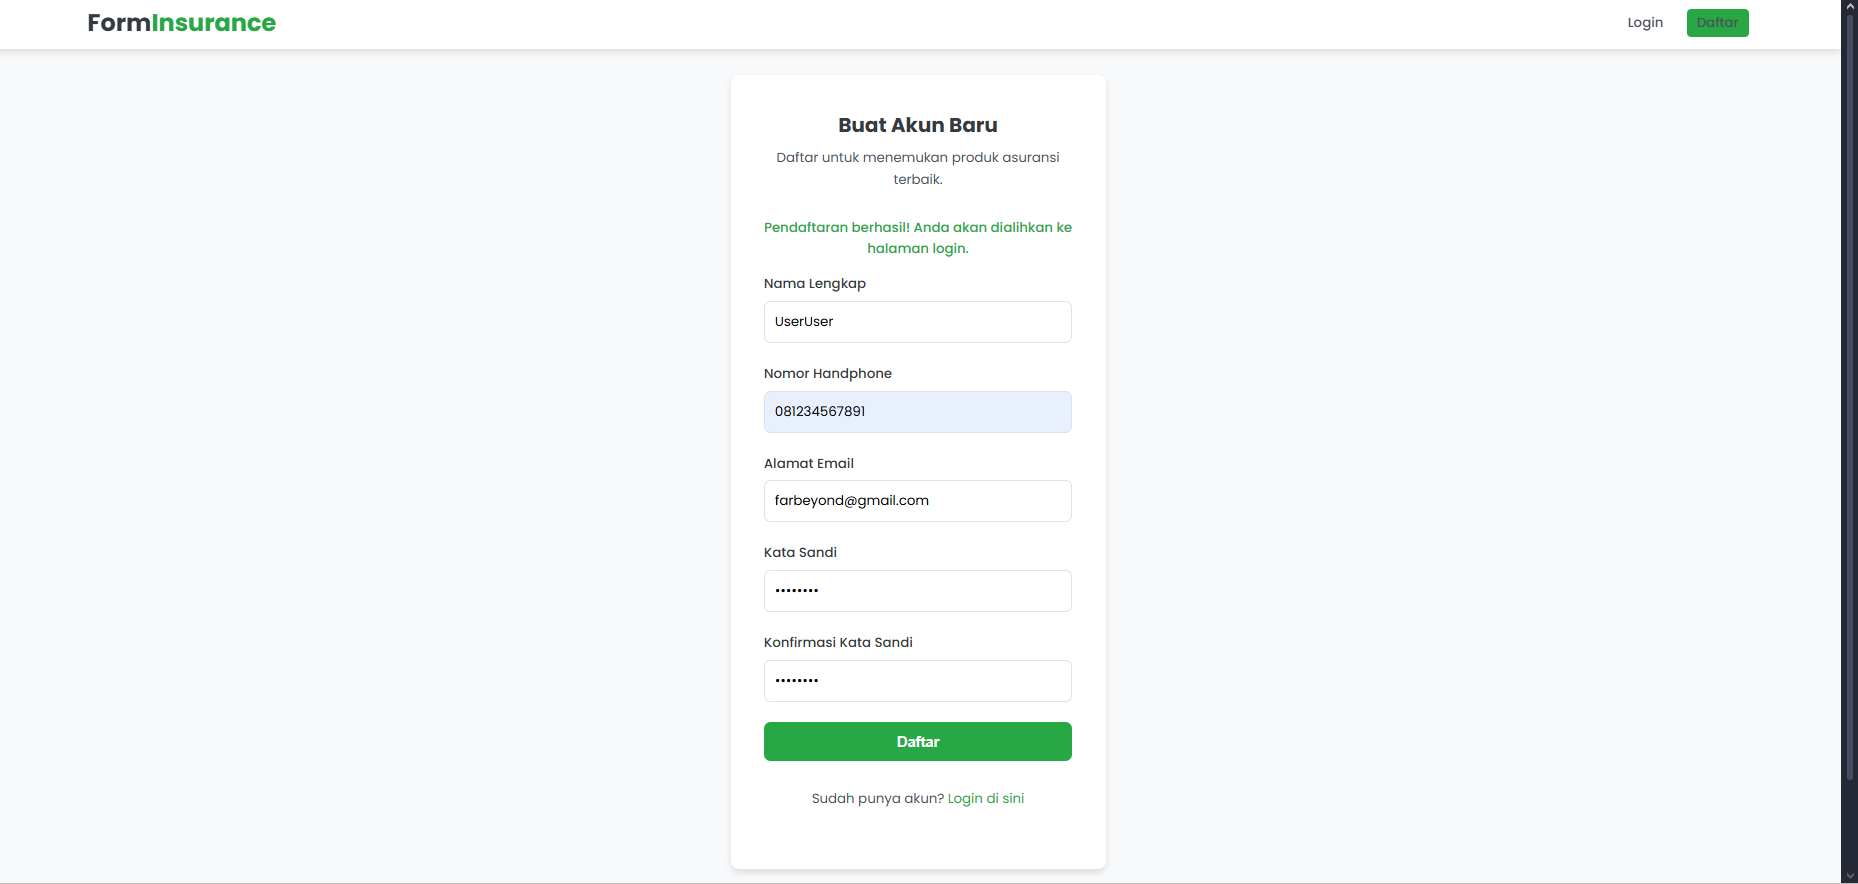 FormInsurance
Login
Daftar
Buat Akun Baru
Daftar untuk menemukan produk asuransi
terbaik.
Pendaftaran berhasil! Anda akan dialihkan ke
halaman login.
Nama Lengkap
UserUser
Nomor Handphone
081234567891
Alamat Email
farbeyond@gmail.com
Kata Sandi
••••••••
Konfirmasi Kata Sandi
••••••••
Daftar
Sudah punya akun? Login di sini